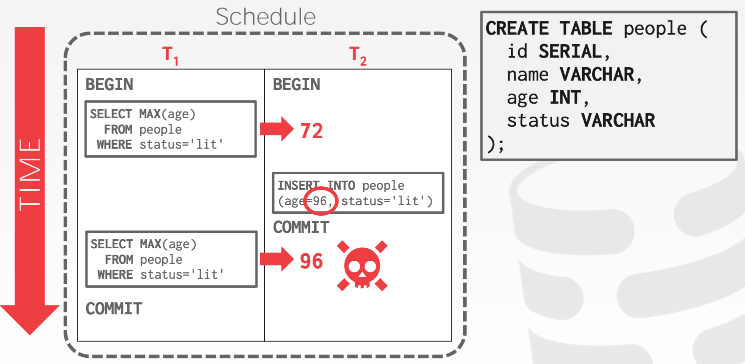 Schedule
T1
T2
TIME
BEGIN
BEGIN
SELECT MAX(age)
FROM people
WHERE status='lit'
72
INSERT INTO people
(age=96, status='lit')
COMMIT
SELECT MAX(age)
FROM people
WHERE status='lit'
96
COMMIT
CREATE TABLE people (
id SERIAL,
name VARCHAR,
age INT,
status VARCHAR
);